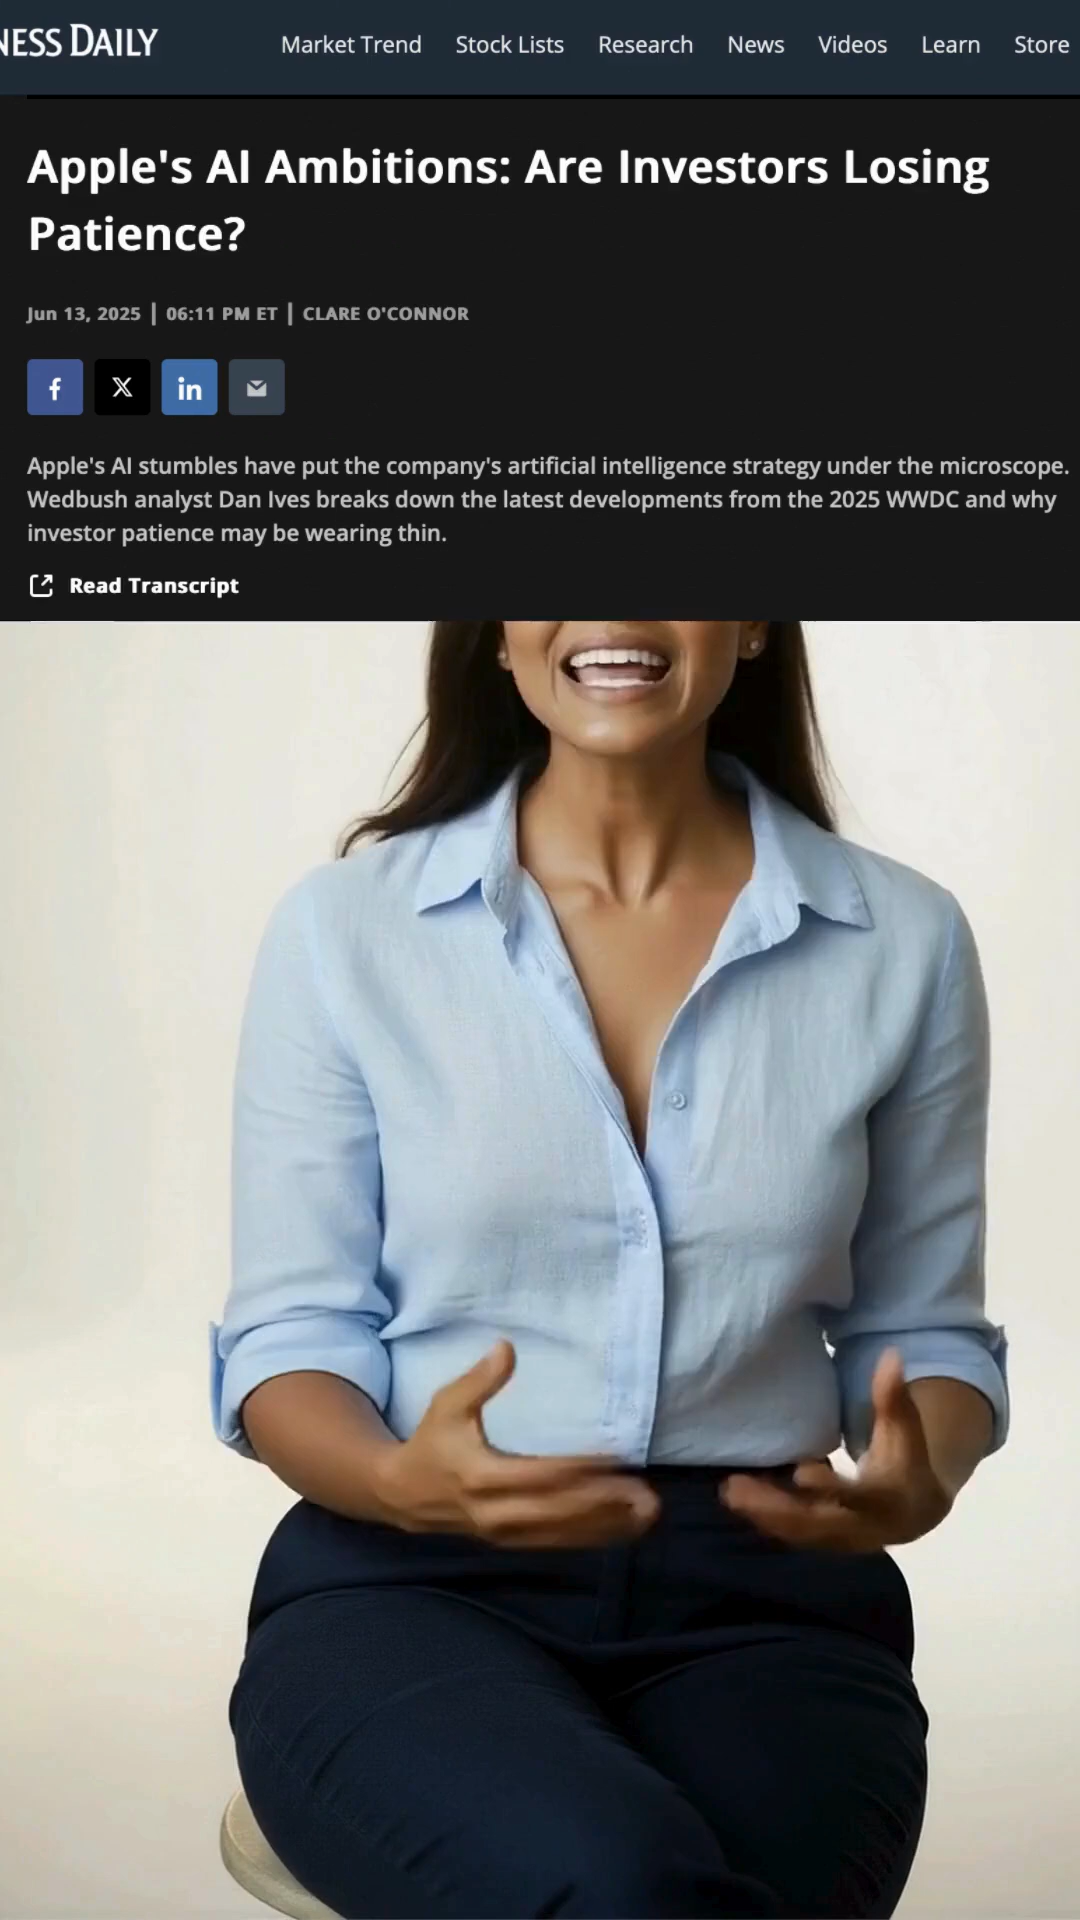 NESS DAILY
Market Trend Stock Lists Research News Videos Learn Store
Apple's AI Ambitions: Are Investors Losing
Patience?
Jun 13, 2025 | 06:11 PM ET | CLARE O'CONNOR
f X in
Apple's AI stumbles have put the company's artificial intelligence strategy under the microscope.
Wedbush analyst Dan Ives breaks down the latest developments from the 2025 WWDC and why
investor patience may be wearing thin.
Read Transcript